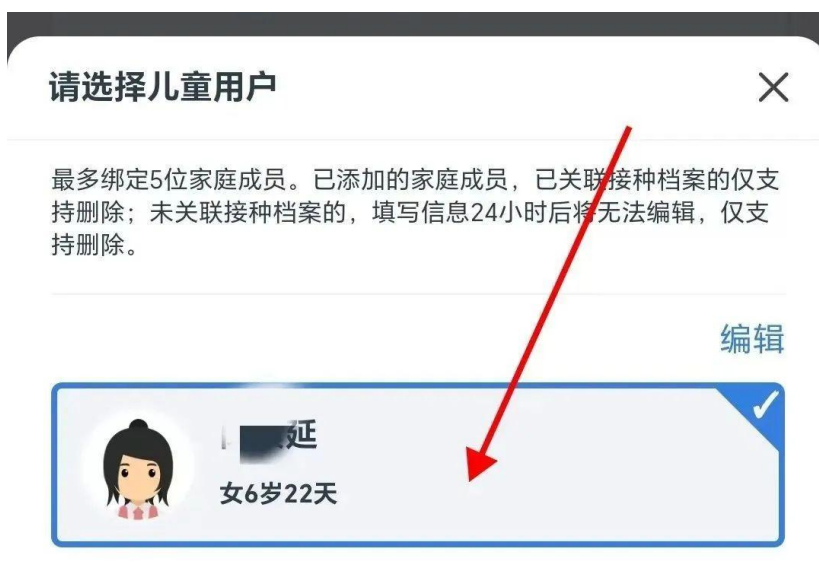 请选择儿童用户
最多绑定5位家庭成员。已添加的家庭成员，已关联接种档案的仅支
持删除；未关联接种档案的，填写信息24小时后将无法编辑，仅支
持删除。
编辑
延
女6岁22天